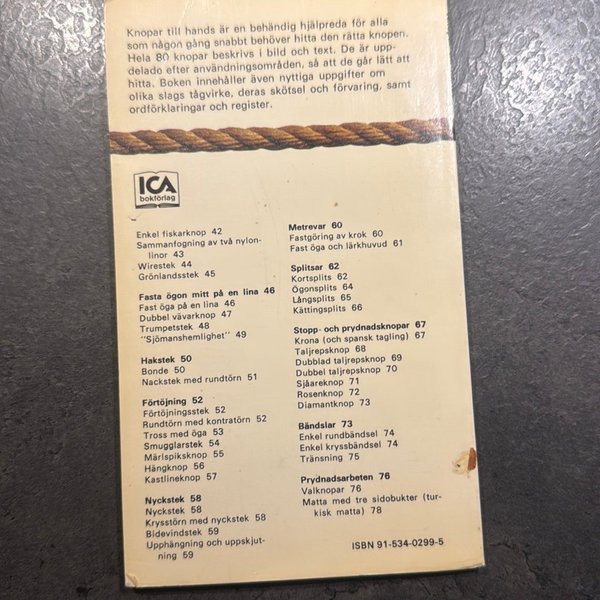 Knopar till hands är en behändig hjälpreda för alla
som någon gång snabbt behöver hitta den rätta knopen.
Hela 80 knopar beskrivs i bild och text. De är upp-
delado efter användningsområden, så att de går lätt att
hitta. Boken innehåller även nyttiga uppgifter om
olika slags tågvirke, deras skötsel och förvaring, samt
ordförklaringar och register.
ICA
bokförlag
Enkel fiskarknop 42
Sammanfogning av två nylon-
linor 43
Wirestek 44
Grönlandsstek 45
Fasta ögon mitt på en lina 46
Fast öga på en lina 46
Dubbel vävarknop 47
Trumpetstek 48
"Sjömanshemlighet" 49
Hakstek 50
Bonde 50
Nackstek med rundtörn 51
Förtöjning 52
Förtöjningsstek 52
Rundtörn med kontratörn 52
Tross med öga 53
Smugglarstek 54
Märlspiksknop 55
Hängknop 56
Kastlineknop 57
Nyckstek 58
Nyckstek 58
Krysstörn med nyckstek 58
Bidevindstek 59
Upphängning och uppskjut-
ning 59
Metrevar 60
Fastgöring av krok 60
Fast öga och lärkhuvud 61
Splitsar 62
Kortsplits 62
Ögonsplits 64
Långsplits 65
Kättingsplits 66
Stopp- och prydnadsknopar 67
Krona (och spansk tagling) 67
Taljrepsknop 68
Dubblad taljrepsknop 69
Dubbel taljrepsknop 70
Sjåareknop 71
Rosenknop 72
Diamantknop 73
Bändslar 73
Enkel rundbändsel 74
Enkel kryssbändsel 74
Tränsning 75
Prydnadsarbeten 76
Valknopar 76
Matta med tre sidobukter (tur-
kisk matta) 78
ISBN 91-534-0299-5